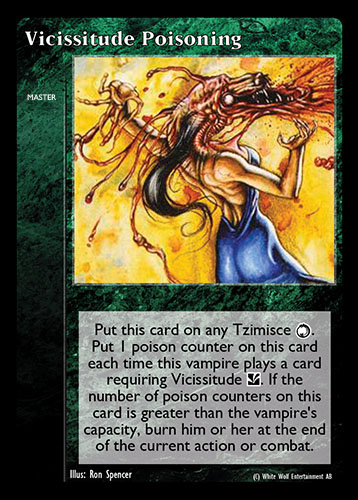 Vicissitude Poisoning
MASTER
Put this card on any Tzimisce.
Put 1 poison counter on this card
each time this vampire plays a card
requiring Vicissitude. If the
number of poison counters on this
card is greater than the vampire's
capacity, burn him or her at the end
of the current action or combat.
Illus: Ron Spencer
(C) White Wolf Entertainment AB